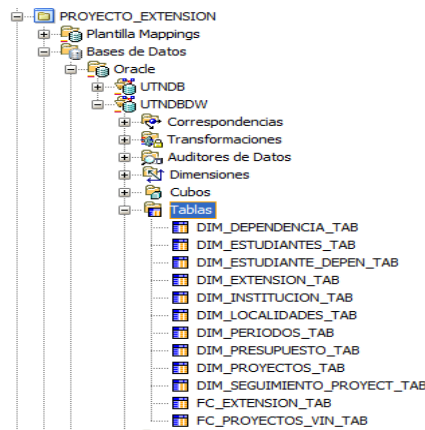 PROYECTO_EXTENSION
Plantilla Mappings
Bases de Datos
Oracle
UTNDB
UTNDBDW
Correspondencias
Transformaciones
Auditores de Datos
Dimensiones
Cubos
Tablas
DIM_DEPENDENCIA_TAB
DIM_ESTUDIANTES_TAB
DIM_ESTUDIANTE_DEPEN_TAB
DIM_EXTENSION_TAB
DIM_INSTITUCION_TAB
DIM_LOCALIDADES_TAB
DIM_PERIODOS_TAB
DIM_PRESUPUESTO_TAB
DIM_PROYECTOS_TAB
DIM_SEGUIMIENTO_PROYECT_TAB
FC_EXTENSION_TAB
FC_PROYECTOS_VIN_TAB